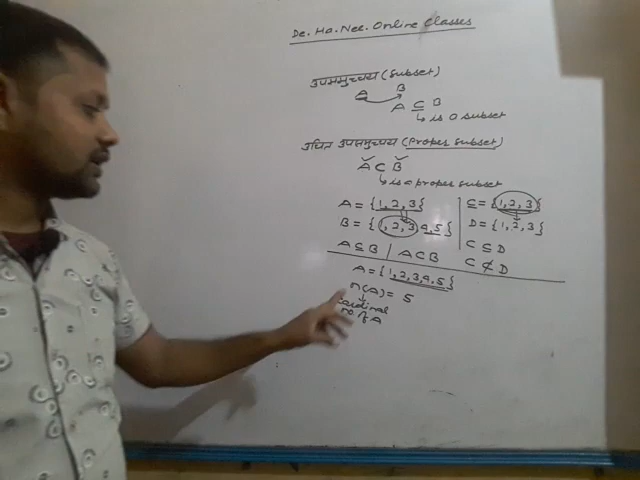 De. Ha. Nee. Online Classes
उपसमुच्चय (Subset)
A B
A ⊆ B
↳ is a subset
उचित उपसमुच्चय (Proper subset)
A ⊂ B
↳ is a proper subset
A = {1, 2, 3}
B = {1, 2, 3, 4, 5}
A ⊆ B | A ⊂ B
C = {1, 2, 3}
D = {1, 2, 3}
C ⊆ D
C ⊄ D
A = {1, 2, 3, 4, 5}
n(A) = 5
↓
Cardinal
no of A